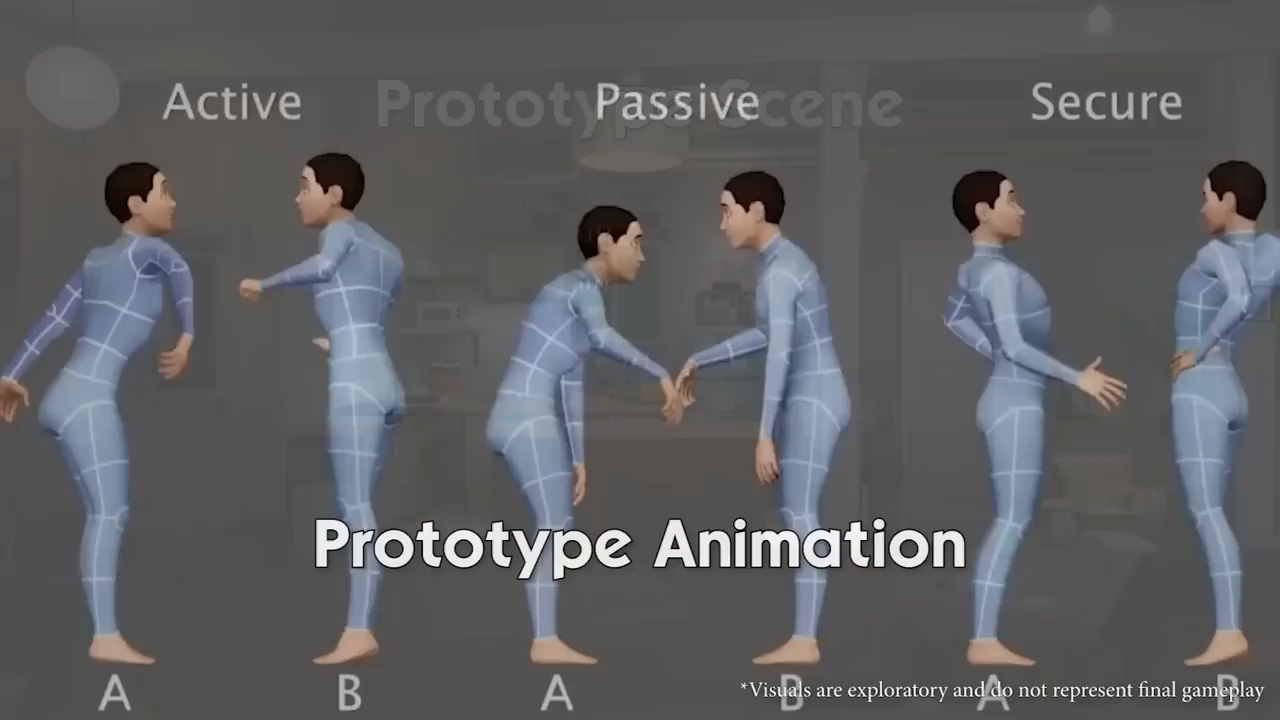 Active
Passive
Secure
Prototype Scene
Prototype Animation
A
B
A
B
A
B
*Visuals are exploratory and do not represent final gameplay